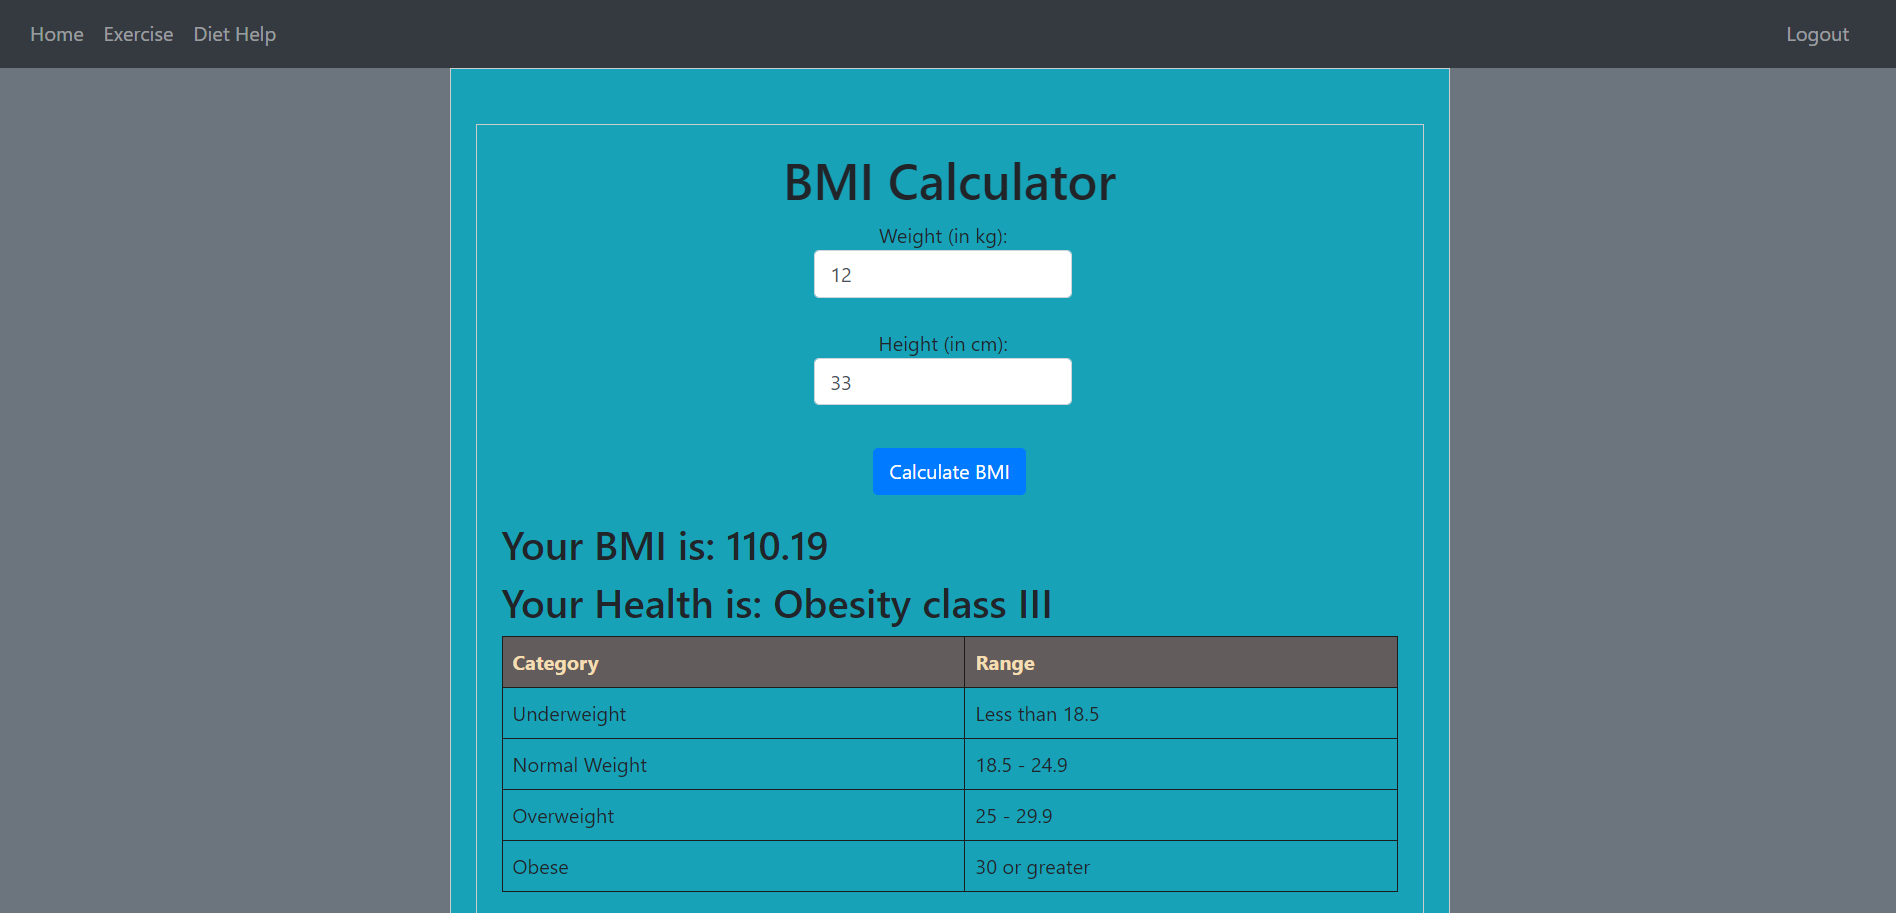 Home Exercise Diet Help Logout
BMI Calculator
Weight (in kg):
12
Height (in cm):
33
Calculate BMI
Your BMI is: 110.19
Your Health is: Obesity class III
Category Range
Underweight Less than 18.5
Normal Weight 18.5 - 24.9
Overweight 25 - 29.9
Obese 30 or greater